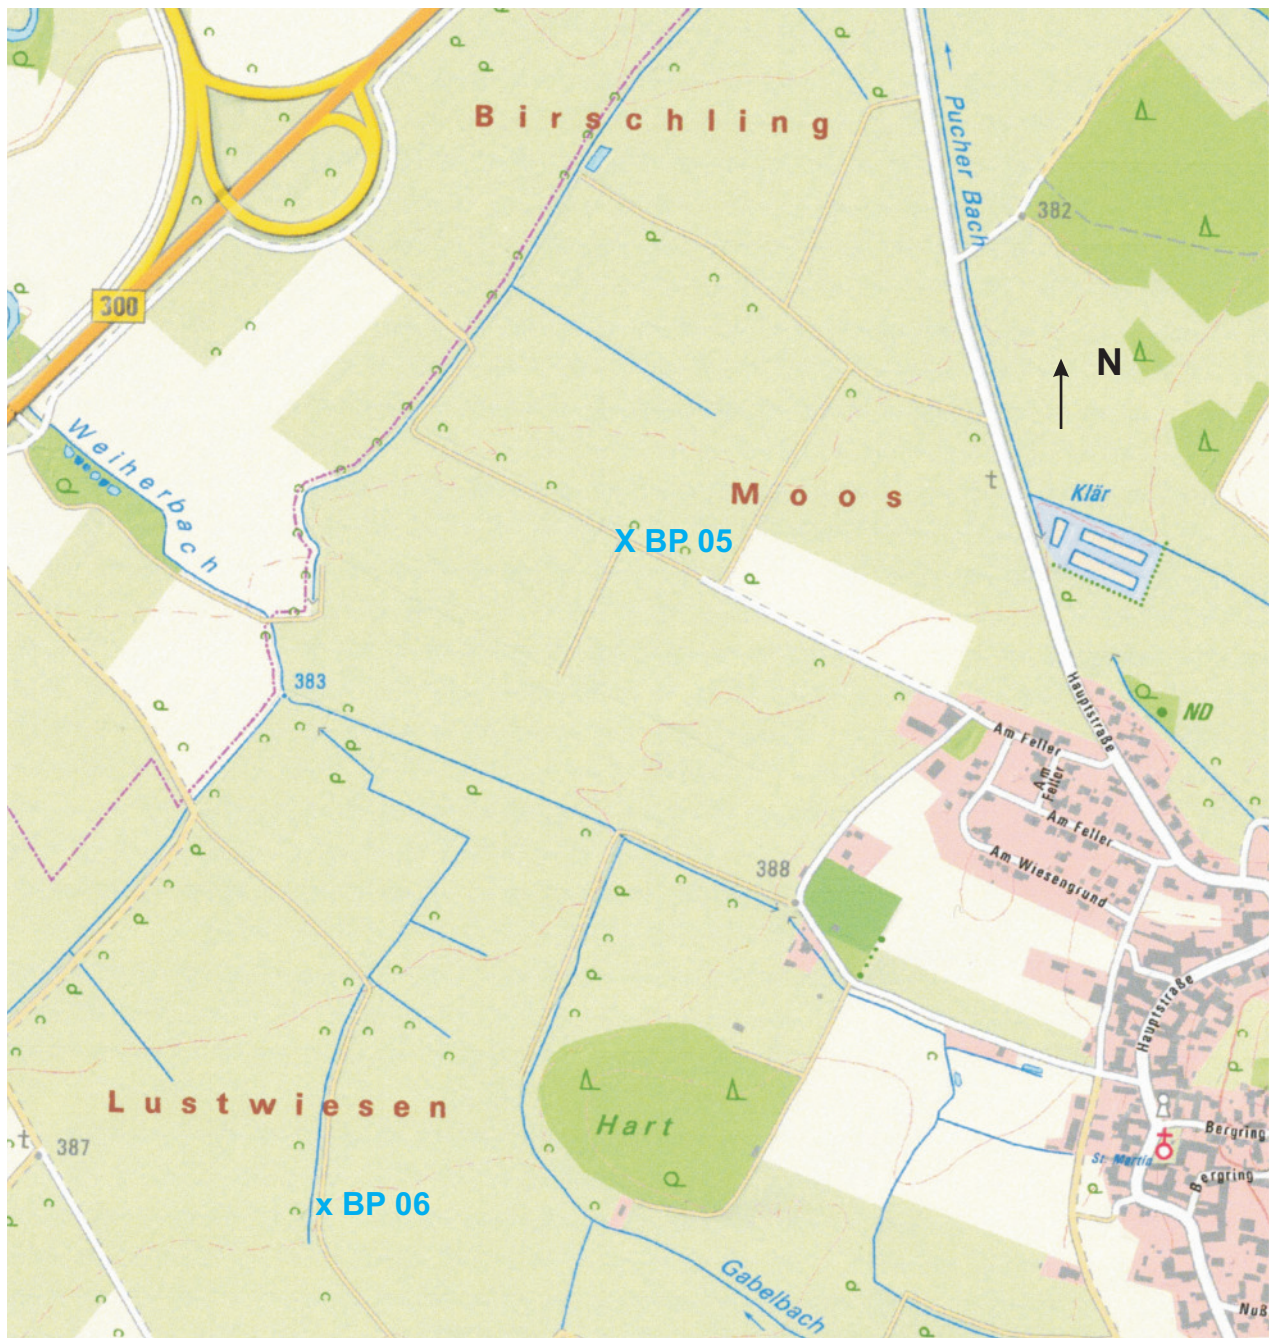 Birschling
Pucher Bach
382
300
N
Weiherbach
Moos
t
Klär
X BP 05
383
Hauptstraße
ND
Am Feller
Am Feller
Am Feller
388
Am Wiesengrund
Hauptstraße
Lustwiesen
Hart
t
387
Bergring
St. Martin
Bergring
x BP 06
Gabelbach
Nuß